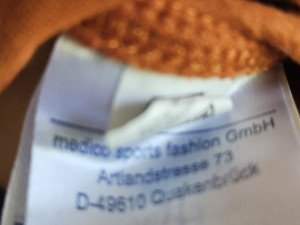 medico sports fashion GmbH
Artlandstrasse 73
D-49610 Quakenbrück